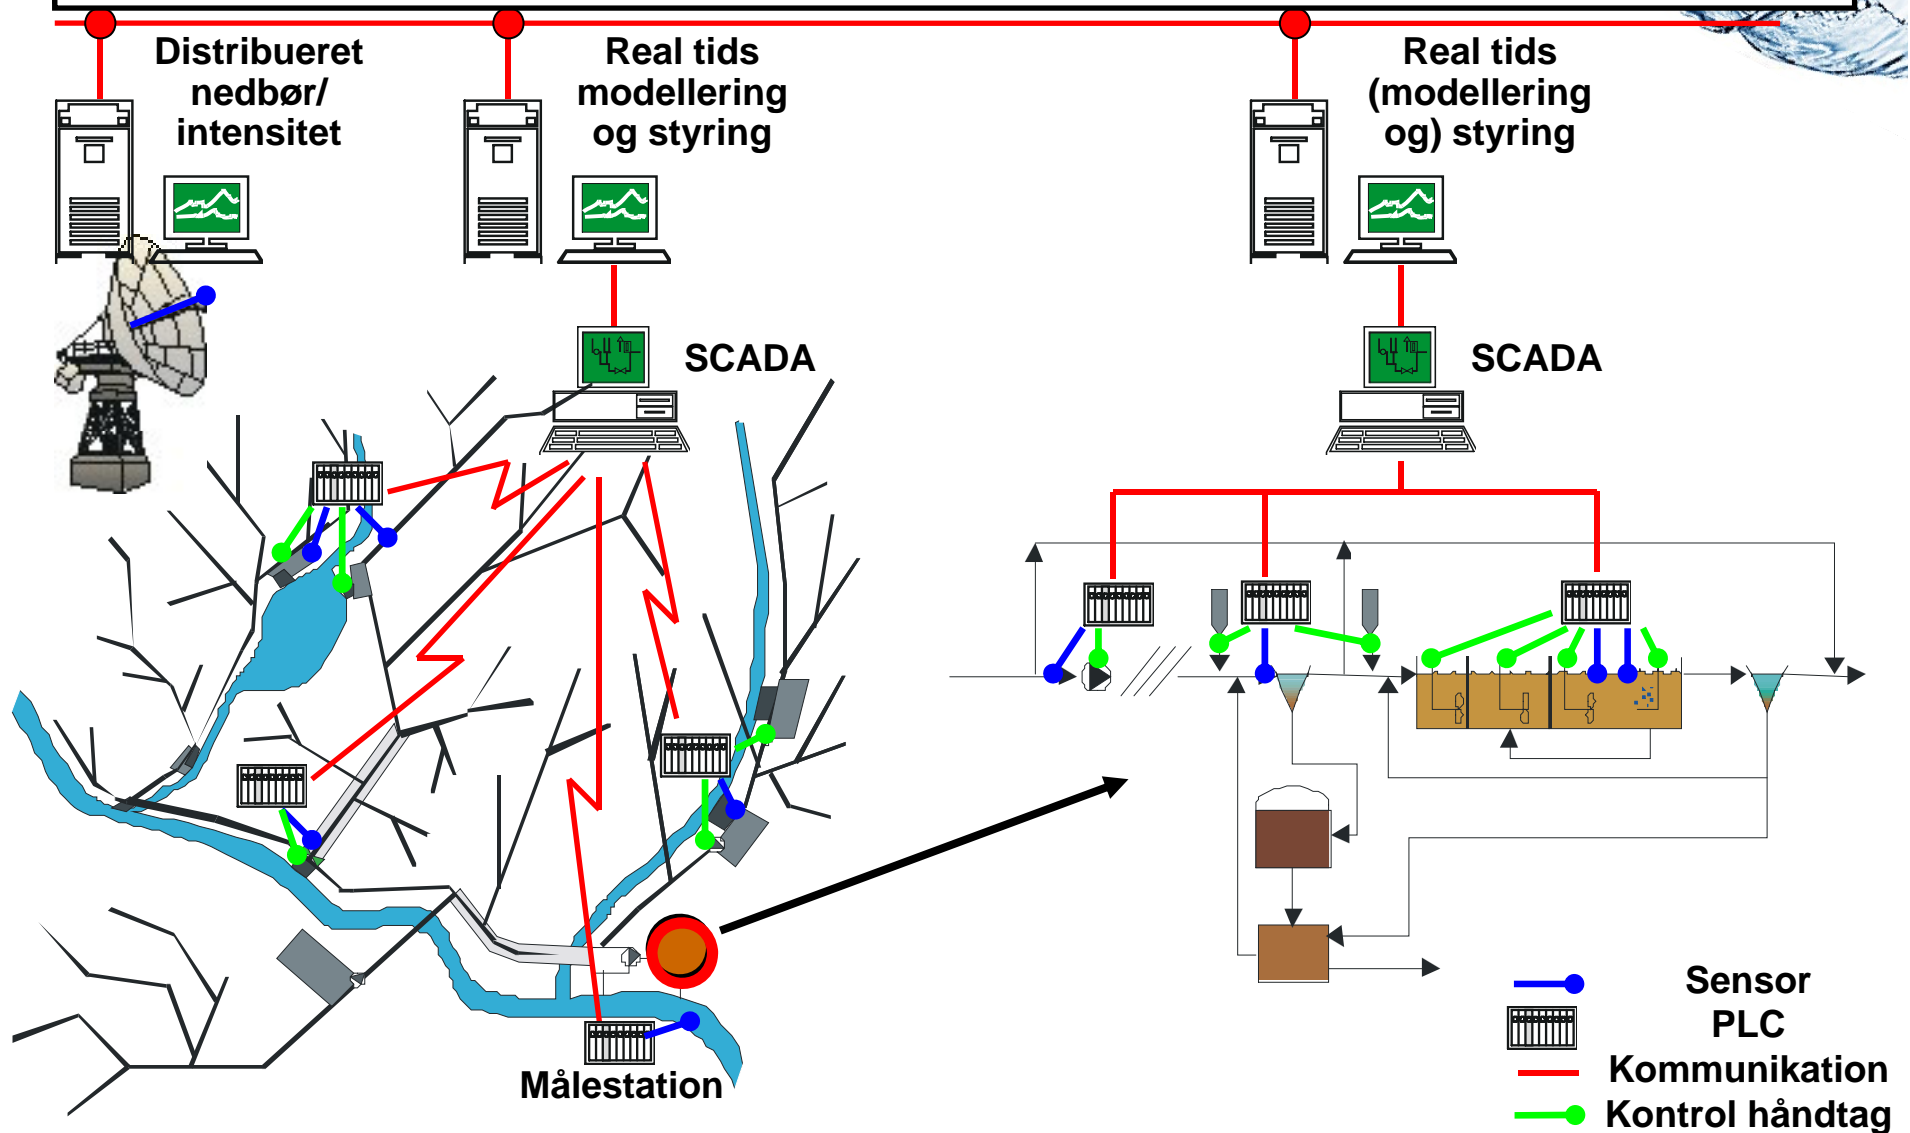 Distribueret
nedbør/
intensitet
Real tids
modellering
og styring
Real tids
(modellering
og) styring
SCADA
SCADA
Målestation
Sensor
PLC
Kommunikation
Kontrol håndtag